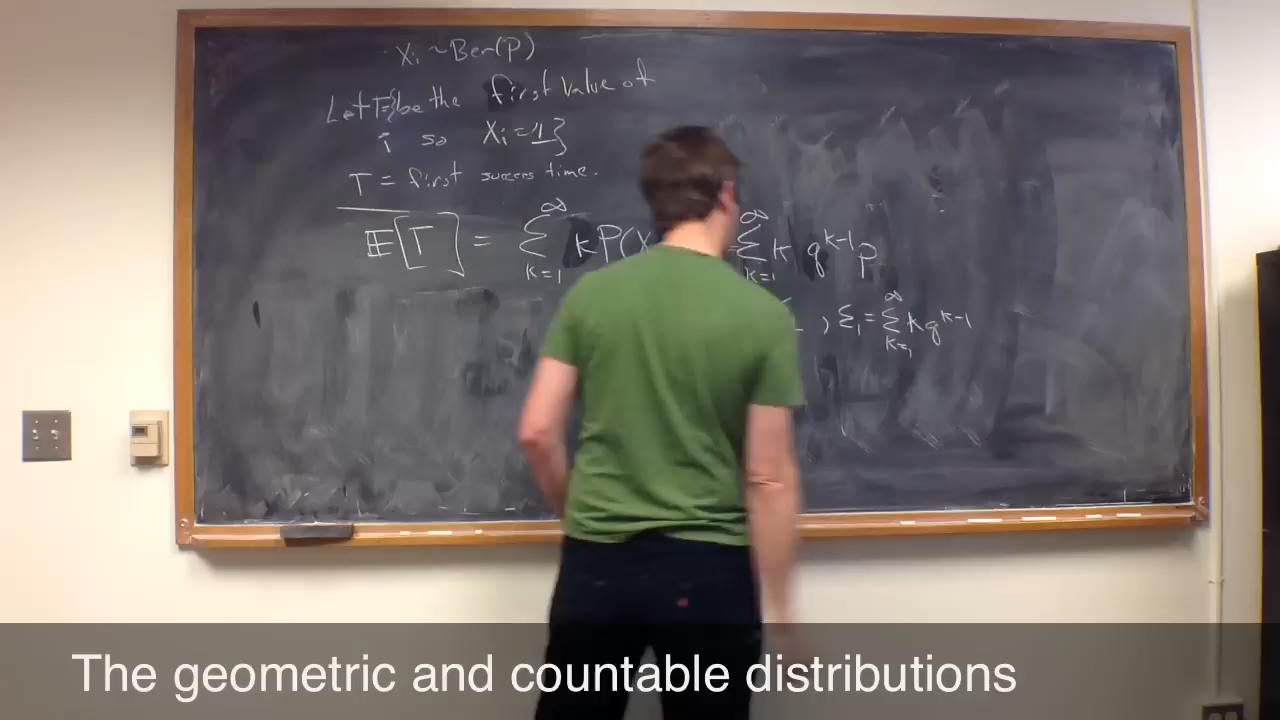 Xi ~ Ber(P)
Let T={be the first value of
i so Xi = 1}
T = first success time.
E[T] = ∞ Σ k=1 k P(X = ∞ Σ k=1 k q^k-1 p
, Σ1 = ∞ Σ k=1 k q^k-1
The geometric and countable distributions